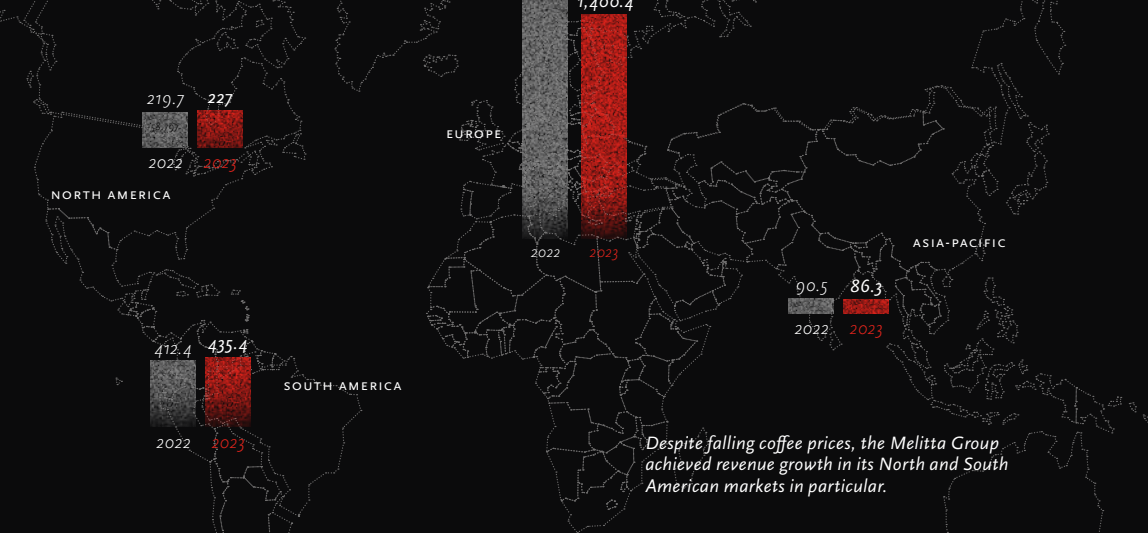 1,400.4
219.7 227
EUROPE
2022 2023
NORTH AMERICA
ASIA-PACIFIC
2022 2023
90.5 86.3
2022 2023
412.4 435.4
SOUTH AMERICA
2022 2023
Despite falling coffee prices, the Melitta Group
achieved revenue growth in its North and South
American markets in particular.